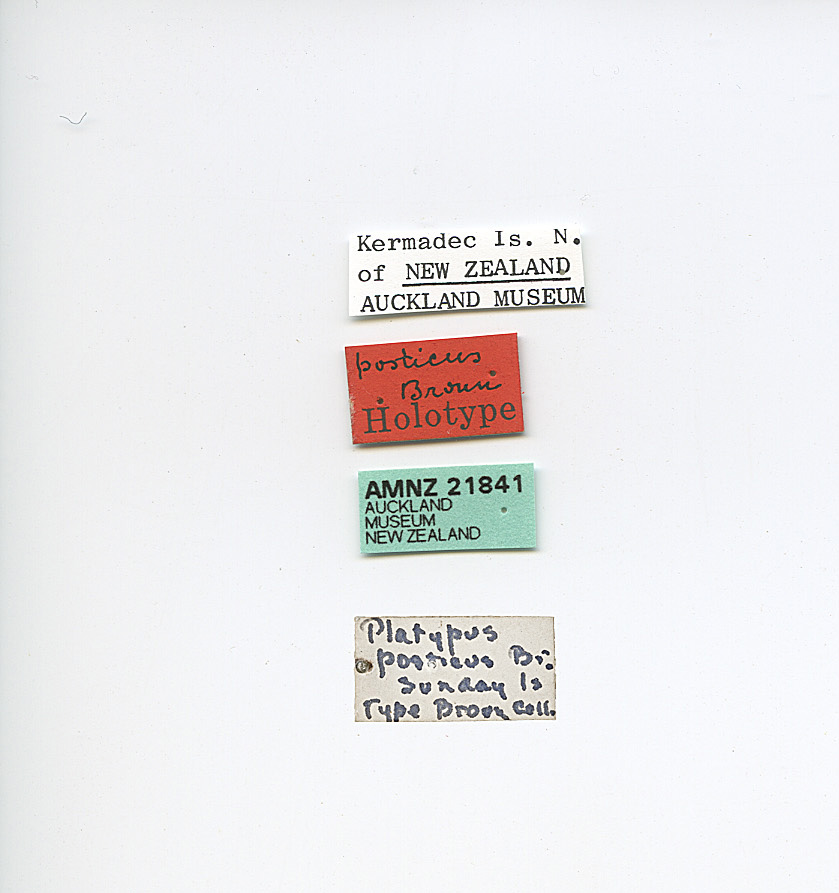 Kermadec Is. N.
of NEW ZEALAND
AUCKLAND MUSEUM
posticus
Broun
Holotype
AMNZ 21841
AUCKLAND
MUSEUM
NEW ZEALAND
Platypus
posticus Br.
Sunday Is
Type Broun Coll.